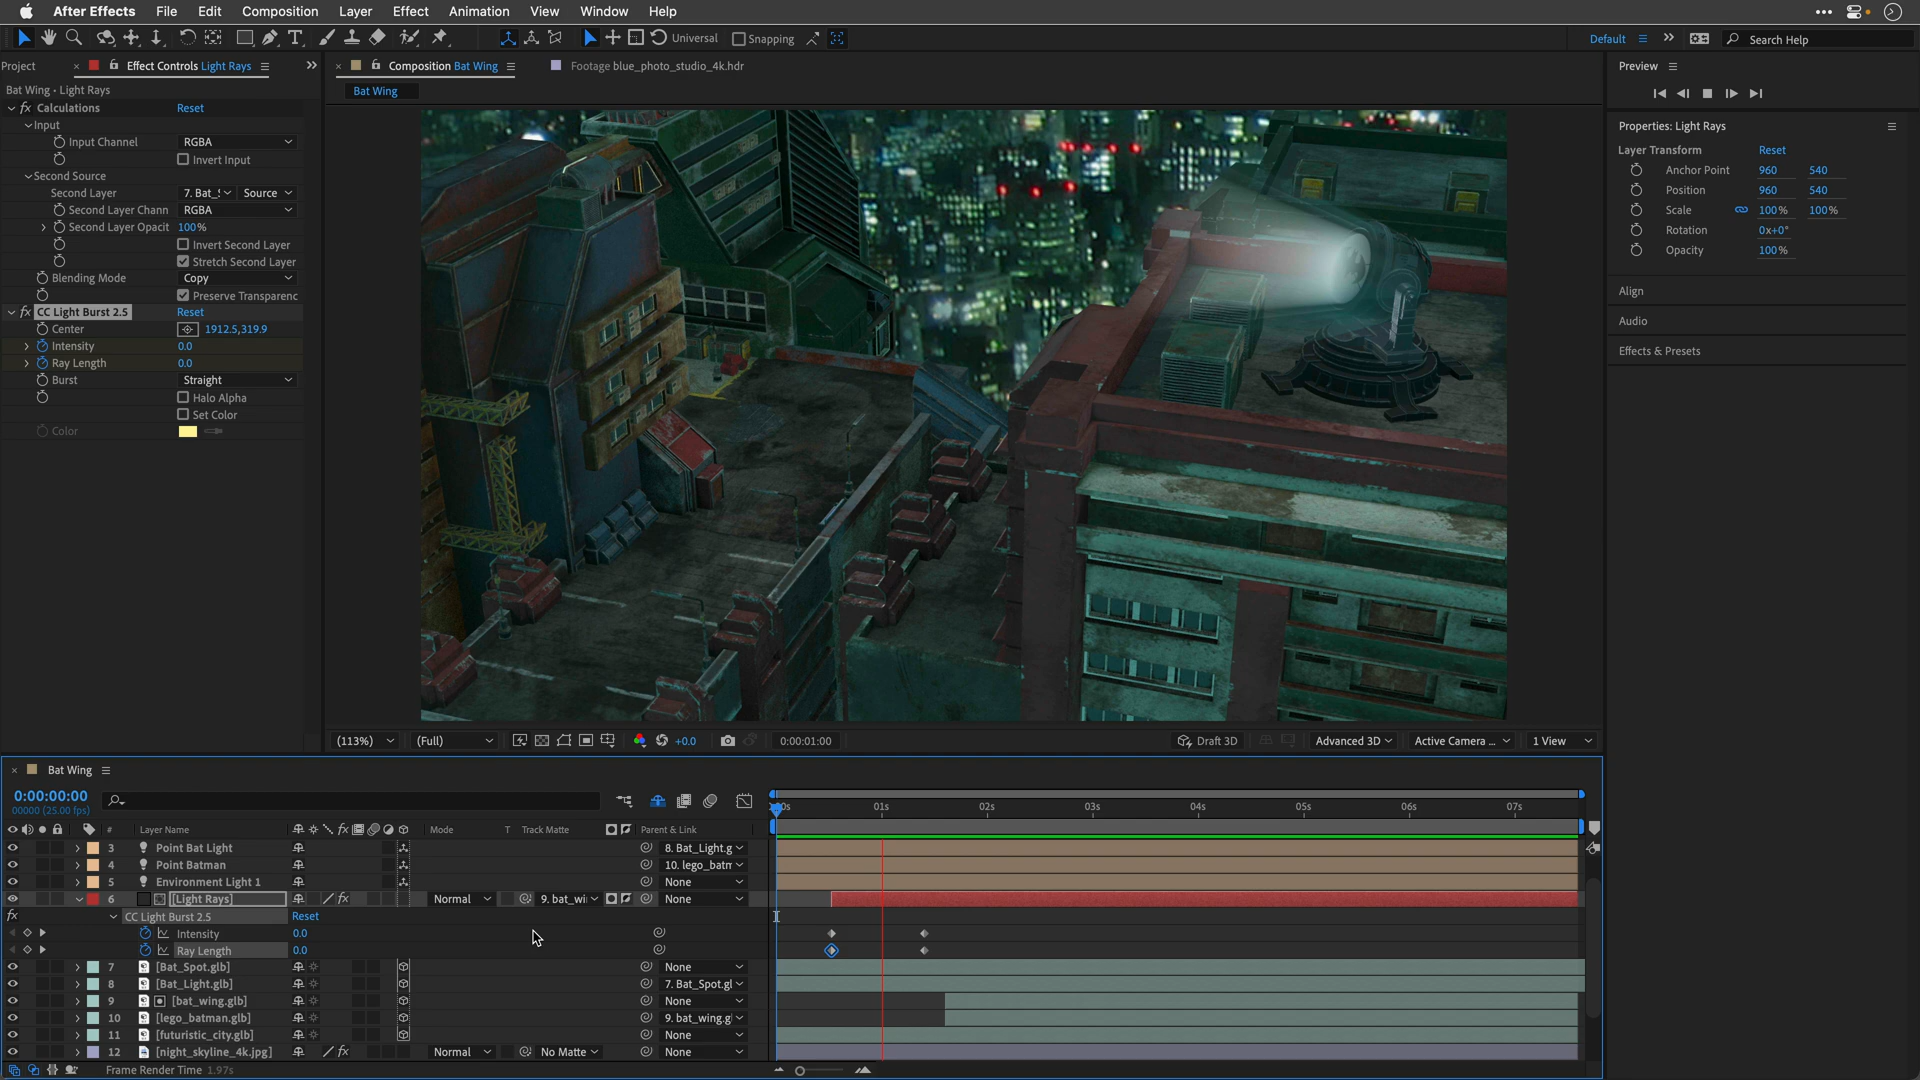 After Effects File Edit Composition Layer Effect Animation View Window Help
Universal Snapping Default Search Help
Project Effect Controls Light Rays
Composition Bat Wing Footage blue_photo_studio_4k.hdr
Preview
Bat Wing • Light Rays
Bat Wing
Calculations Reset
Input
Input Channel RGBA
Invert Input
Second Source
Second Layer 7. Bat_ Source
Second Layer Chann RGBA
Second Layer Opacit 100%
Invert Second Layer
Stretch Second Layer
Blending Mode Copy
Preserve Transparenc
CC Light Burst 2.5 Reset
Center 1912.5,319.9
Intensity 0.0
Ray Length 0.0
Burst Straight
Halo Alpha
Set Color
Color
Properties: Light Rays
Layer Transform Reset
Anchor Point 960 540
Position 960 540
Scale 100% 100%
Rotation 0x+0°
Opacity 100%
Align
Audio
Effects & Presets
(113%) (Full) +0.0 0:00:01:00 Draft 3D Advanced 3D Active Camera ... 1 View
Bat Wing
0:00:00:00
00000 (25.00 fps)
01s 02s 03s 04s 05s 06s 07s
# Layer Name Mode T Track Matte Parent & Link
3 Point Bat Light 8. Bat_Light.g
4 Point Batman 10. lego_batm
5 Environment Light 1 None
6 [Light Rays] Normal 9. bat_wi None
CC Light Burst 2.5 Reset
Intensity 0.0
Ray Length 0.0
7 [Bat_Spot.glb] None
8 [Bat_Light.glb] 7. Bat_Spot.gl
9 [bat_wing.glb] None
10 [lego_batman.glb] 9. bat_wing.g
11 [futuristic_city.glb] None
12 [night_skyline_4k.jpg] Normal No Matte None
Frame Render Time 1.97s